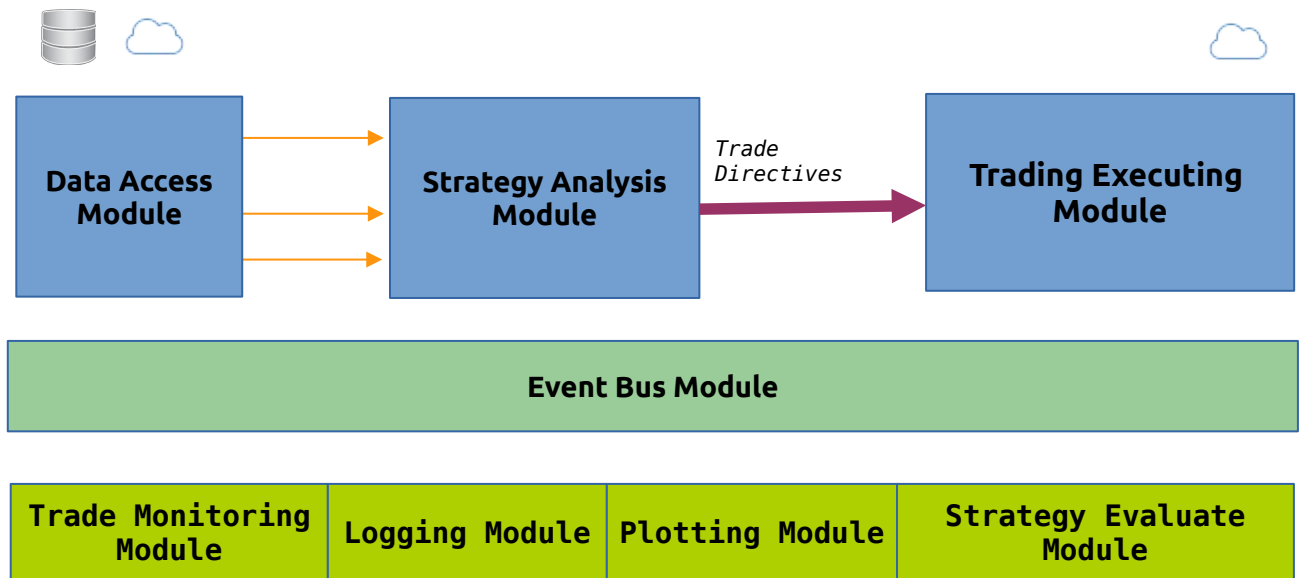 Data Access
Module
Strategy Analysis
Module
Trade
Directives
Trading Executing
Module
Event Bus Module
Trade Monitoring
Module
Logging Module
Plotting Module
Strategy Evaluate
Module